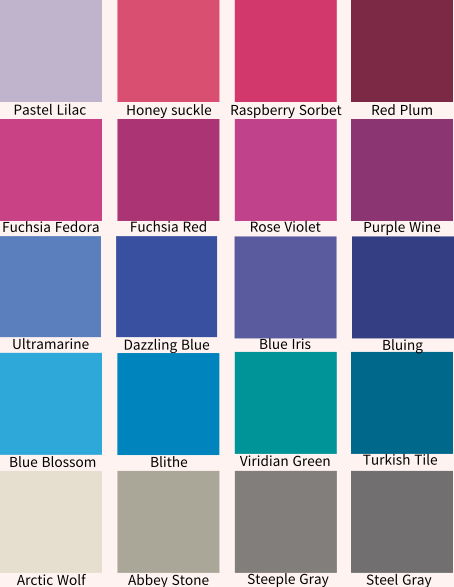 Pastel Lilac Honey suckle Raspberry Sorbet Red Plum
Fuchsia Fedora Fuchsia Red Rose Violet Purple Wine
Ultramarine Dazzling Blue Blue Iris Bluing
Blue Blossom Blithe Viridian Green Turkish Tile
Arctic Wolf Abbey Stone Steeple Gray Steel Gray